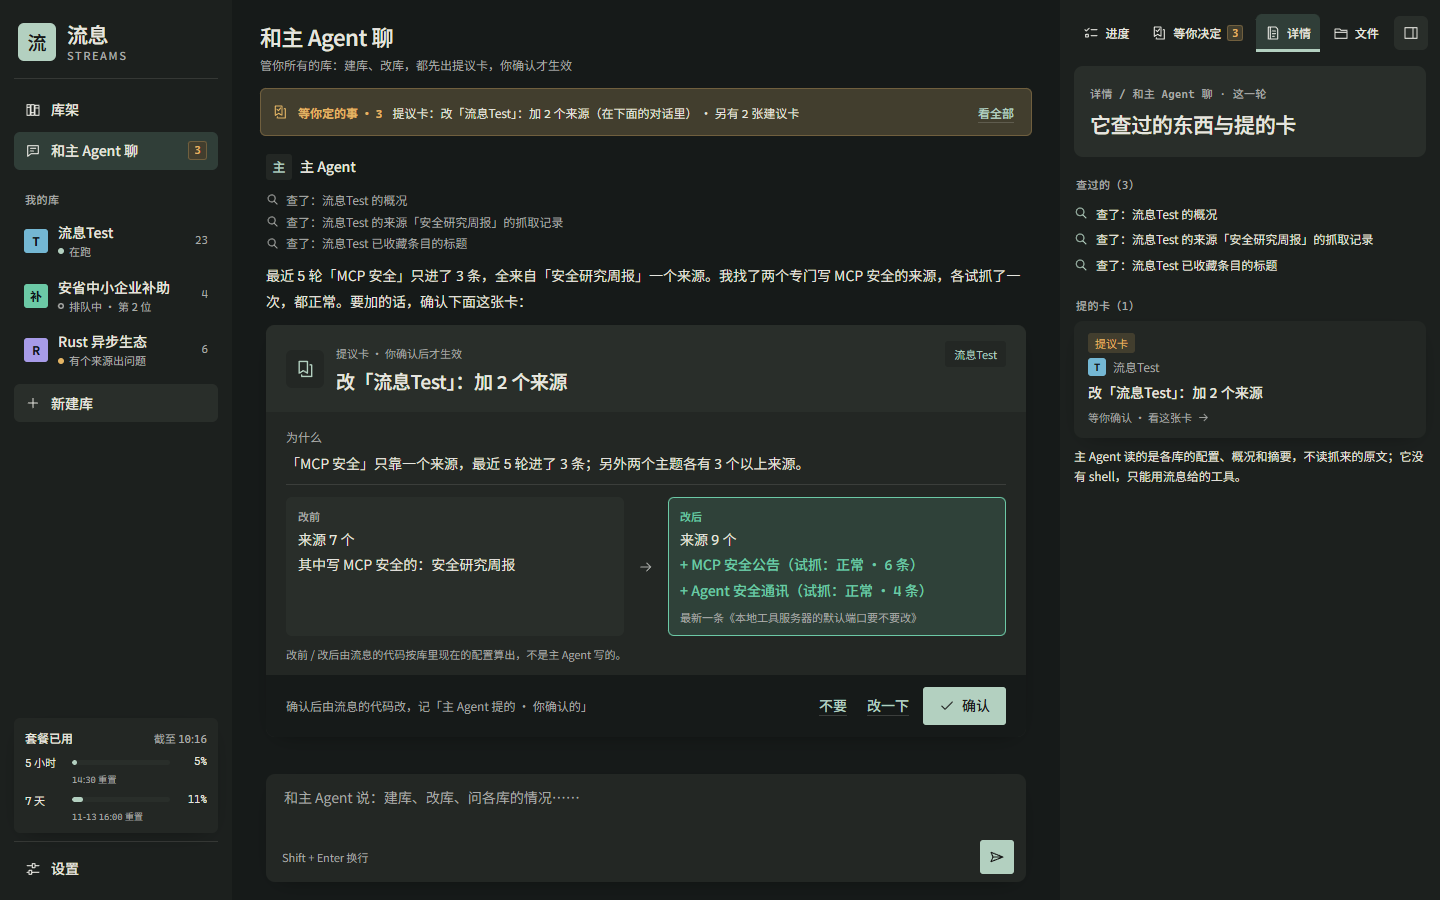 流
流息
STREAMS
库架
和主 Agent 聊
3
我的库
T
流息Test
在跑
23
补
安省中小企业补助
排队中 · 第 2 位
4
R
Rust 异步生态
有个来源出问题
6
新建库
套餐已用
截至 10:16
5 小时
5%
14:30 重置
7 天
11%
11-13 16:00 重置
设置
和主 Agent 聊
管你所有的库：建库、改库，都先出提议卡，你确认才生效
等你定的事 · 3 提议卡：改「流息Test」：加 2 个来源（在下面的对话里） · 另有 2 张建议卡
看全部
主
主 Agent
查了：流息Test 的概况
查了：流息Test 的来源「安全研究周报」的抓取记录
查了：流息Test 已收藏条目的标题
最近 5 轮「MCP 安全」只进了 3 条，全来自「安全研究周报」一个来源。我找了两个专门写 MCP 安全的来源，各试抓了一
次，都正常。要加的话，确认下面这张卡：
提议卡 · 你确认后才生效
改「流息Test」：加 2 个来源
流息Test
为什么
「MCP 安全」只靠一个来源，最近 5 轮进了 3 条；另外两个主题各有 3 个以上来源。
改前
来源 7 个
其中写 MCP 安全的：安全研究周报
→
改后
来源 9 个
+ MCP 安全公告（试抓：正常 · 6 条）
+ Agent 安全通讯（试抓：正常 · 4 条）
最新一条《本地工具服务器的默认端口要不要改》
改前 / 改后由流息的代码按库里现在的配置算出，不是主 Agent 写的。
确认后由流息的代码改，记「主 Agent 提的 · 你确认的」
不要
改一下
确认
和主 Agent 说：建库、改库、问各库的情况……
Shift + Enter 换行
进度
等你决定
3
详情
文件
详情 / 和主 Agent 聊 · 这一轮
它查过的东西与提的卡
查过的（3）
查了：流息Test 的概况
查了：流息Test 的来源「安全研究周报」的抓取记录
查了：流息Test 已收藏条目的标题
提的卡（1）
提议卡
T
流息Test
改「流息Test」：加 2 个来源
等你确认 · 看这张卡 →
主 Agent 读的是各库的配置、概况和摘要，不读抓来的原文；它没
有 shell，只能用流息给的工具。